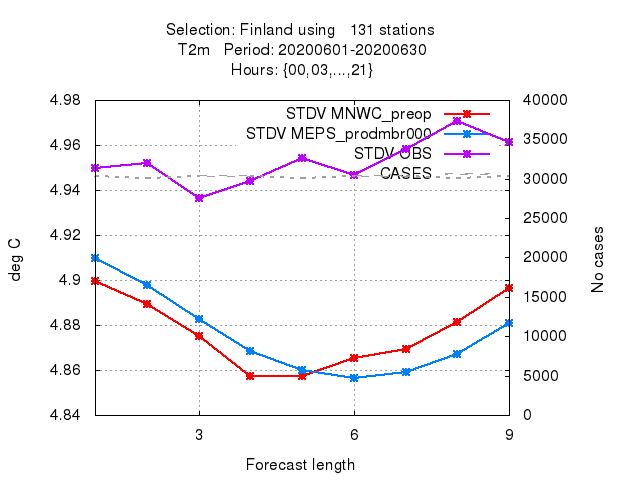 Selection: Finland using 131 stations
T2m Period: 20200601-20200630
Hours: {00,03,...,21}
4.98 40000
STDV MNWC_preop
STDV MEPS_prodmbr000
STDV OBS
CASES
4.96 35000
4.94 30000
4.92 25000
4.9 20000
4.88 15000
4.86 10000
4.84 5000
0
deg C
No cases
3 6 9
Forecast length